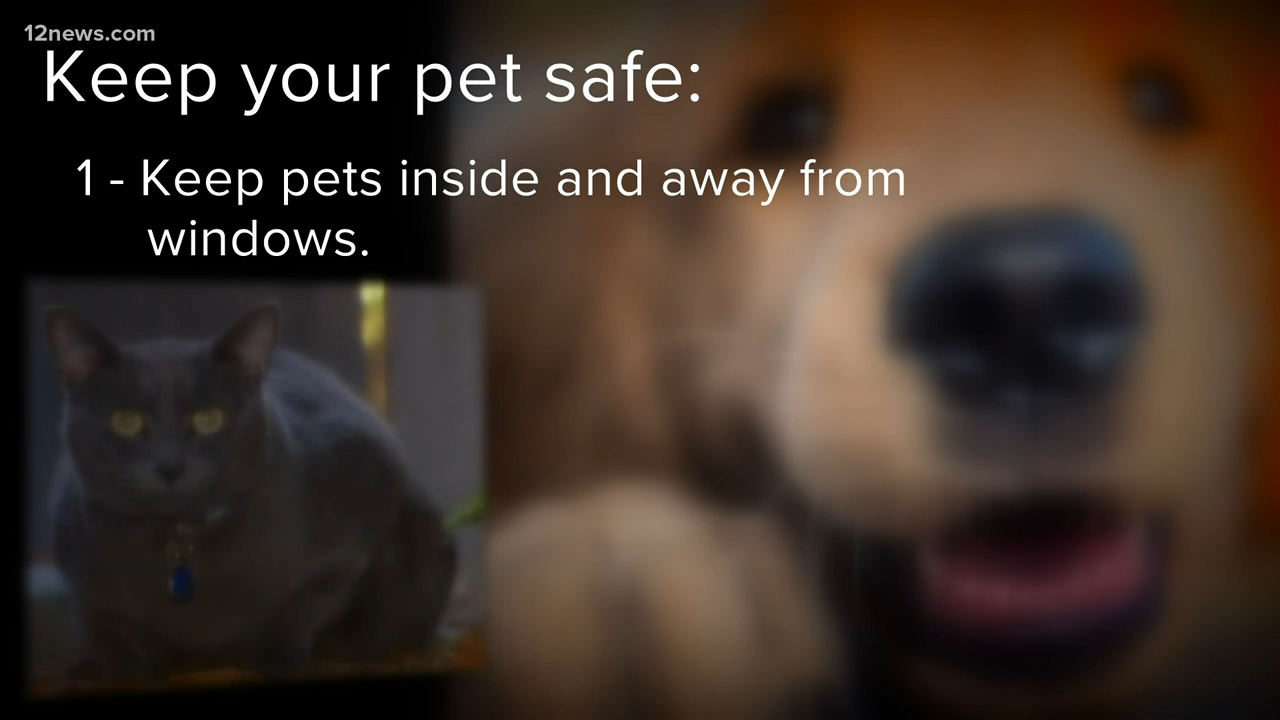 12news.com
Keep your pet safe:
1 - Keep pets inside and away from
windows.